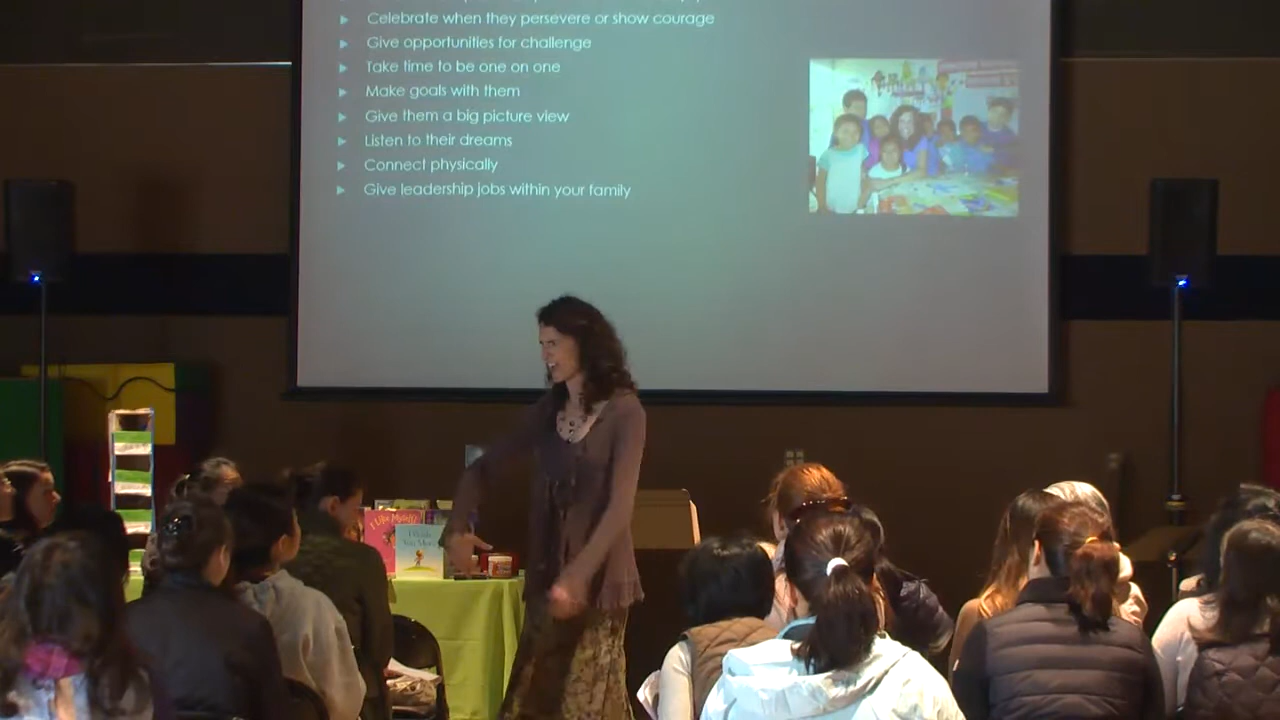 Celebrate when they persevere or show courage
Give opportunities for challenge
Take time to be one on one
Make goals with them
Give them a big picture view
Listen to their dreams
Connect physically
Give leadership jobs within your family
I Like Myself!